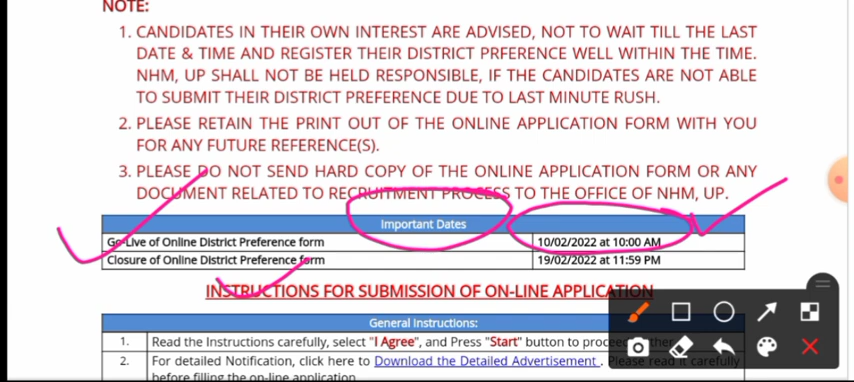 NOTE:
1. CANDIDATES IN THEIR OWN INTEREST ARE ADVISED, NOT TO WAIT TILL THE LAST
DATE & TIME AND REGISTER THEIR DISTRICT PRFERENCE WELL WITHIN THE TIME.
NHM, UP SHALL NOT BE HELD RESPONSIBLE, IF THE CANDIDATES ARE NOT ABLE
TO SUBMIT THEIR DISTRICT PREFERENCE DUE TO LAST MINUTE RUSH.
2. PLEASE RETAIN THE PRINT OUT OF THE ONLINE APPLICATION FORM WITH YOU
FOR ANY FUTURE REFERENCE(S).
3. PLEASE DO NOT SEND HARD COPY OF THE ONLINE APPLICATION FORM OR ANY
DOCUMENT RELATED TO RECRUITMENT PROCESS TO THE OFFICE OF NHM, UP.
Important Dates
Go-Live of Online District Preference form 10/02/2022 at 10:00 AM
Closure of Online District Preference form 19/02/2022 at 11:59 PM
INSTRUCTIONS FOR SUBMISSION OF ON-LINE APPLICATION
General Instructions:
1. Read the Instructions carefully, select "I Agree", and Press "Start" button to
2. For detailed Notification, click here to Download the Detailed Advertisement . Please read it carefully
before filling the on-line application